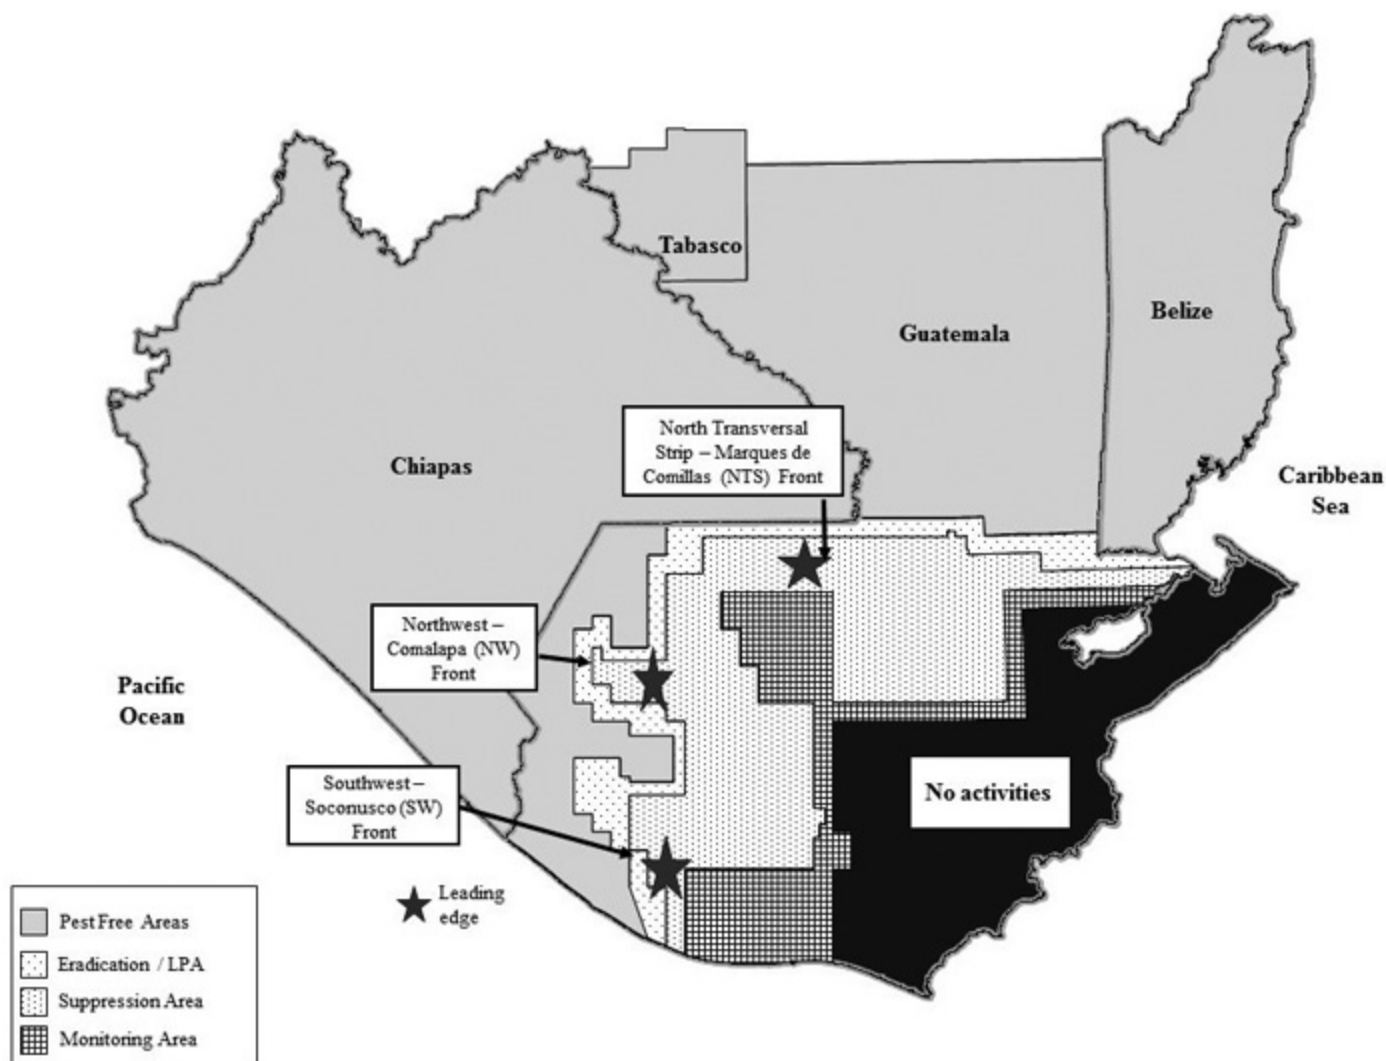 Tabasco
Belize
Guatemala
North Transversal
Strip – Marques de
Comillas (NTS) Front
Chiapas
Caribbean
Sea
Northwest –
Comalapa (NW)
Front
Pacific
Ocean
Southwest –
Soconusco (SW)
Front
No activities
Leading
edge
Pest Free Areas
Eradication / LPA
Suppression Area
Monitoring Area